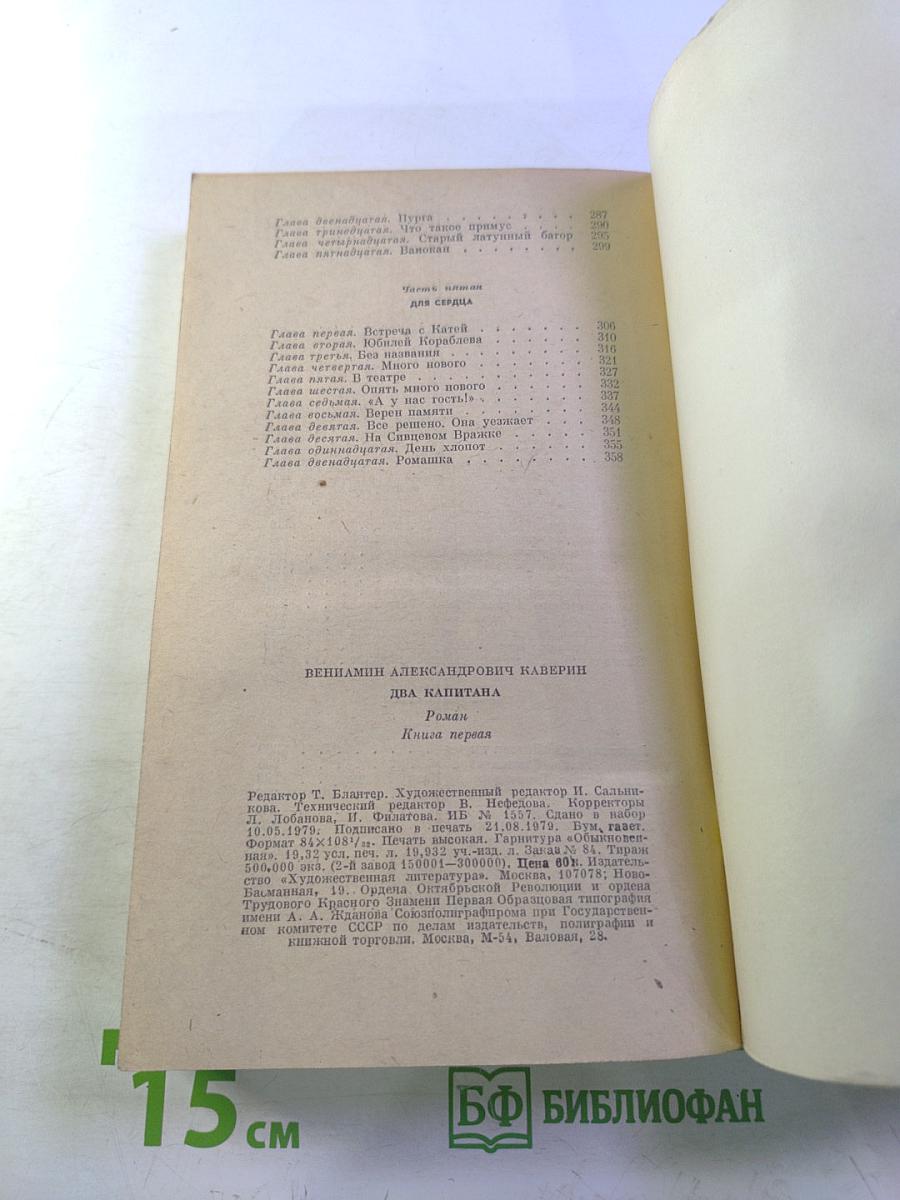 Глава двенадцатая. Пурга . . . . . . . . . 287
Глава тринадцатая. Что такое примус . . . . 290
Глава четырнадцатая. Старый латунный багор 295
Глава пятнадцатая. Ванокан . . . . . . . . 299
Часть пятая
ДЛЯ СЕРДЦА
Глава первая. Встреча с Катей . . . . . . . 306
Глава вторая. Юбилей Кораблева . . . . . . 310
Глава третья. Без названия . . . . . . . . 316
Глава четвертая. Много нового . . . . . . . 321
Глава пятая. В театре . . . . . . . . . . 327
Глава шестая. Опять много нового . . . . . . 332
Глава седьмая. «А у нас гость!» . . . . . . 337
Глава восьмая. Верен памяти . . . . . . . . 344
Глава девятая. Все решено. Она уезжает . . . 348
Глава десятая. На Сивцевом Вражке . . . . . 351
Глава одиннадцатая. День хлопот . . . . . . 355
Глава двенадцатая. Ромашка . . . . . . . . 358
ВЕНИАМИН АЛЕКСАНДРОВИЧ КАВЕРИН
ДВА КАПИТАНА
Роман
Книга первая
Редактор Т. Блантер. Художественный редактор И. Сальни-
кова. Технический редактор В. Нефедова. Корректоры
Л. Лобанова, И. Филатова. ИБ № 1557. Сдано в набор
10.05.1979. Подписано в печать 21.08.1979. Бум. газет.
Формат 84×108¹/₃₂. Печать высокая. Гарнитура «Обыкновен-
ная». 19,32 усл. печ. л. 19,932 уч.-изд. л. Заказ № 84. Тираж
500.000 экз. (2-й завод 150001—300000). Цена 60 к. Издатель-
ство «Художественная литература». Москва, 107078; Ново-
Басманная, 19. Ордена Октябрьской Революции и ордена
Трудового Красного Знамени Первая Образцовая типография
имени А. А. Жданова Союзполиграфпрома при Государствен-
ном комитете СССР по делам издательств, полиграфии и
книжной торговли. Москва, М-54, Валовая, 28.
15 см
БФ БИБЛИОФАН